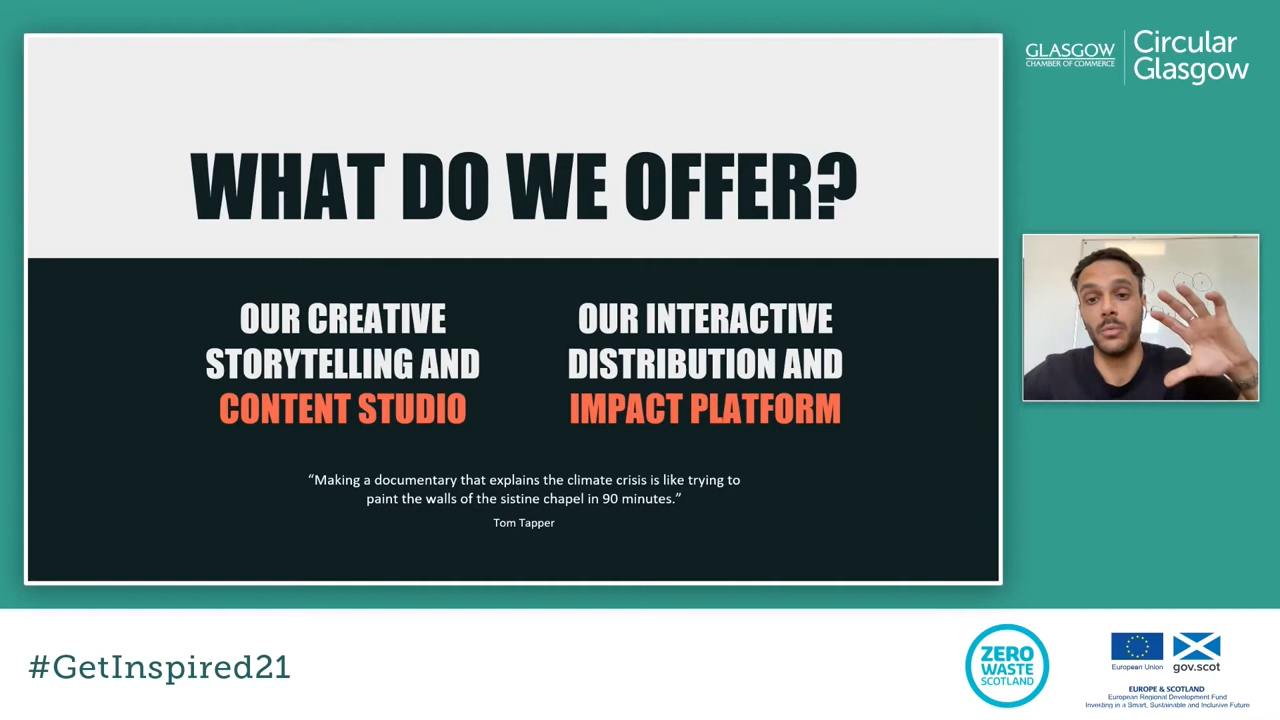 GLASGOW
CHAMBER OF COMMERCE
Circular
Glasgow
WHAT DO WE OFFER?
OUR CREATIVE
STORYTELLING AND
CONTENT STUDIO
OUR INTERACTIVE
DISTRIBUTION AND
IMPACT PLATFORM
“Making a documentary that explains the climate crisis is like trying to
paint the walls of the sistine chapel in 90 minutes.”
Tom Tapper
#GetInspired21
ZERO
WASTE
SCOTLAND
European Union
gov.scot
EUROPE & SCOTLAND
European Regional Development Fund
Investing in a Smart, Sustainable and Inclusive Future